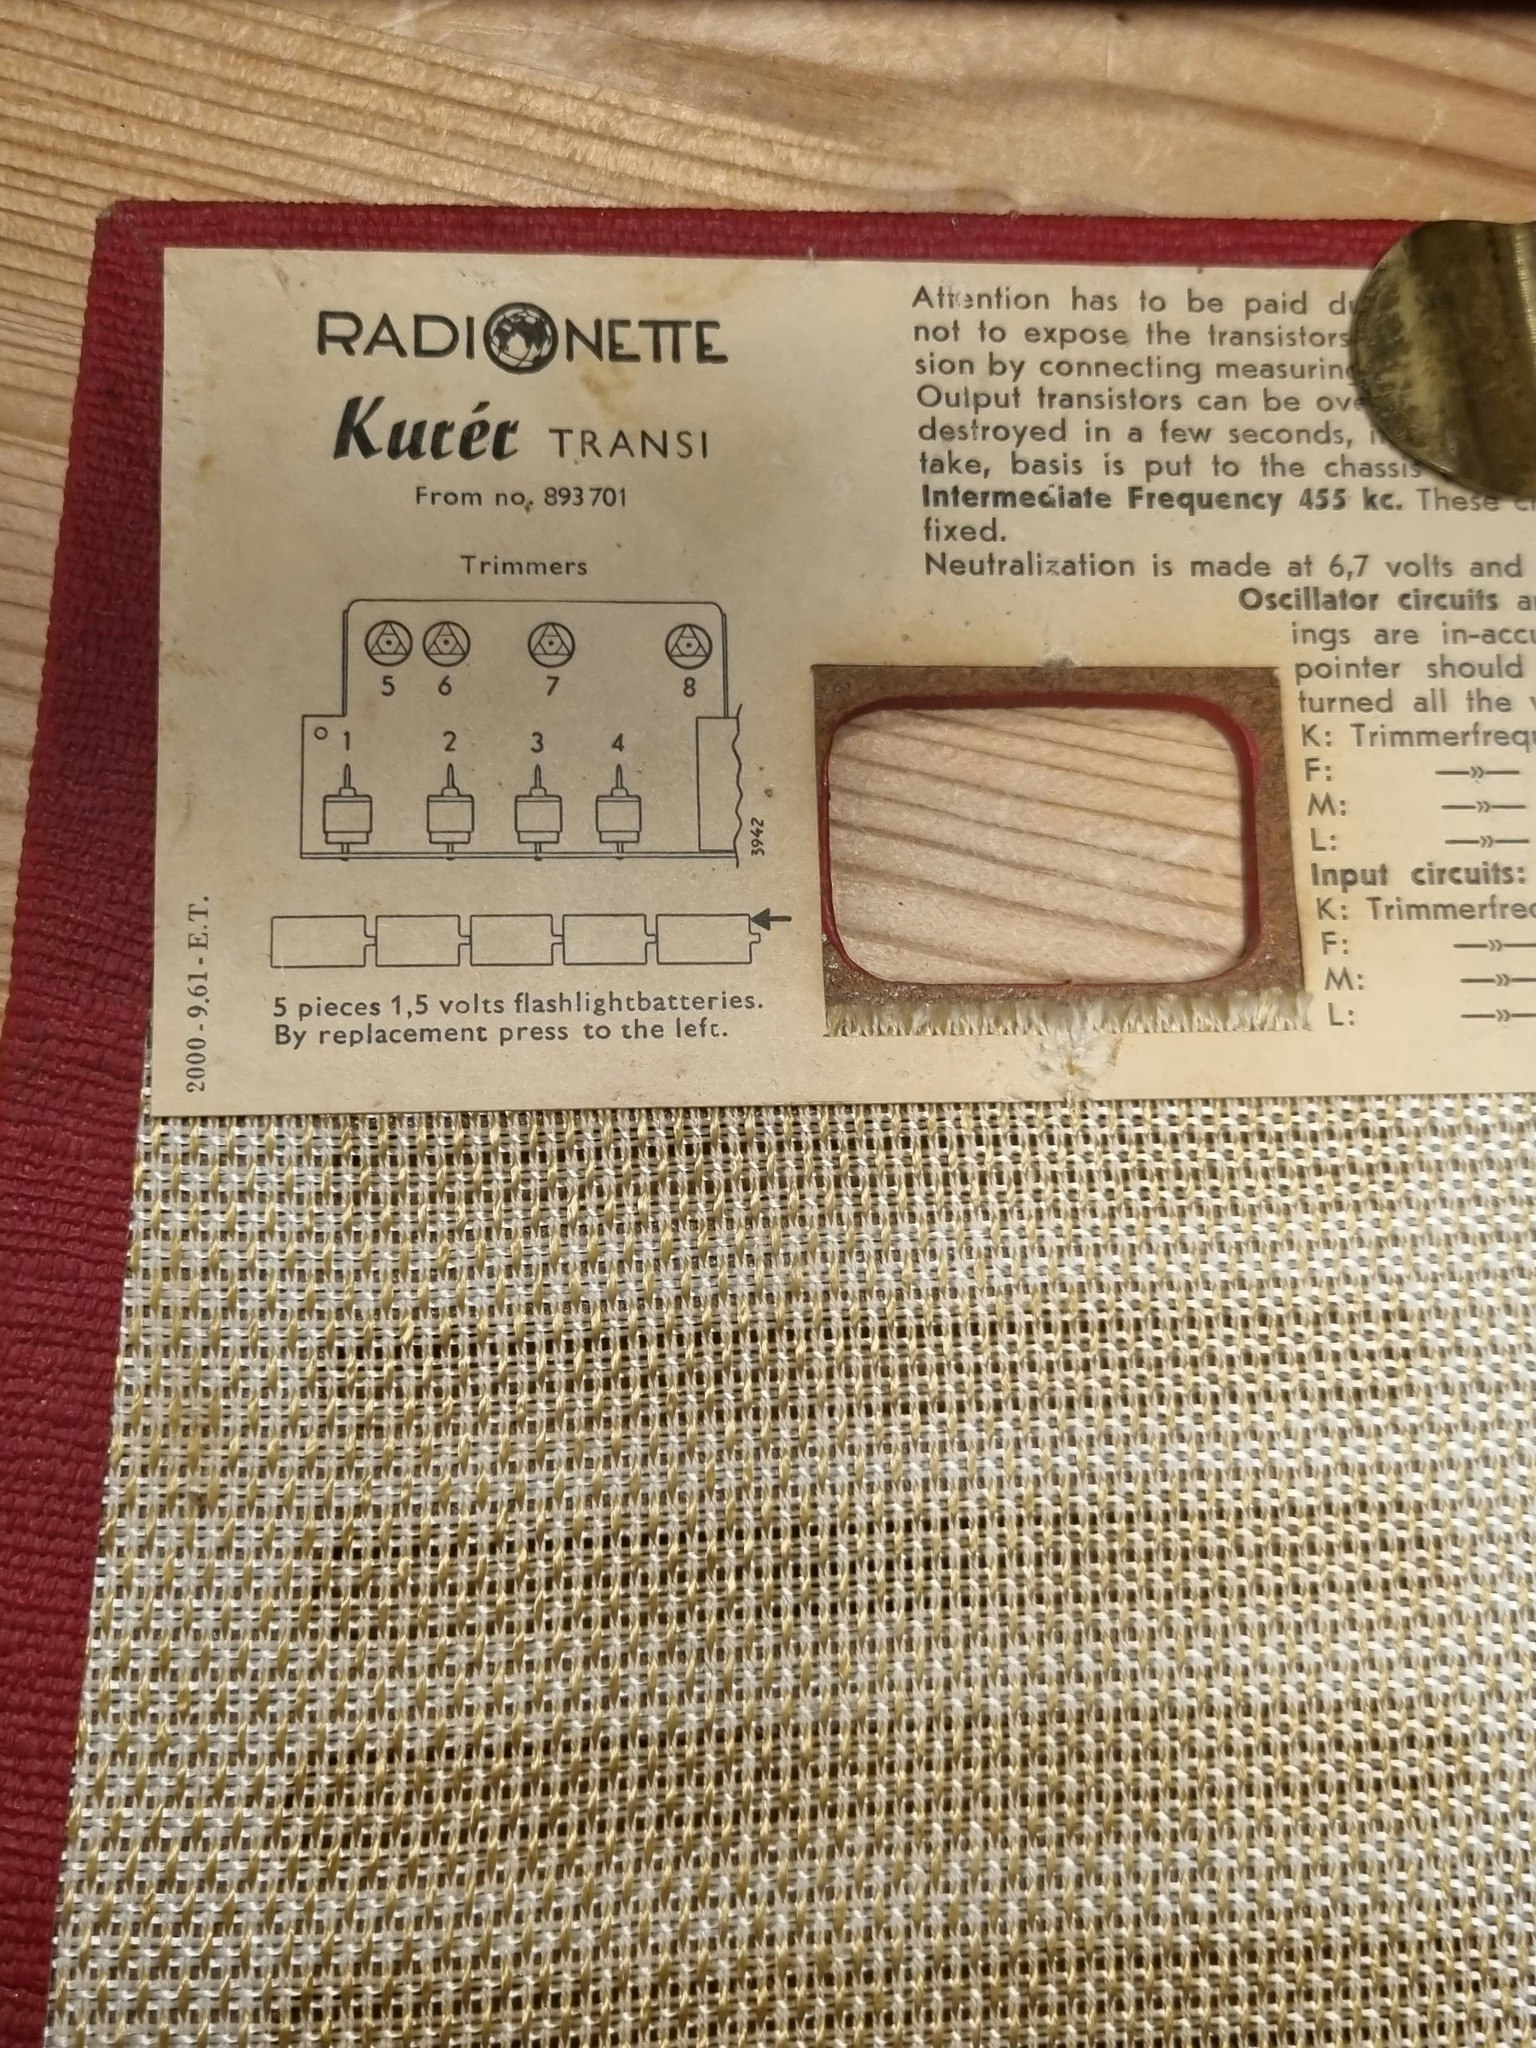 RADIONETTE
Kurér TRANSI
From no. 893701
Trimmers
5 6 7 8
1 2 3 4
3942
5 pieces 1,5 volts flashlightbatteries.
By replacement press to the left.
2000-9.61-E.T.
Attention has to be paid
not to expose the transistors
sion by connecting measuring
Output transistors can be
destroyed in a few seconds,
take, basis is put to the chassis
Intermediate Frequency 455 kc. These
fixed.
Neutralization is made at 6,7 volts and
Oscillator circuits
ings are
pointer should
turned all the
K:
F: —»—
M: —»—
L: —»—
Input circuits:
K:
F: —»—
M: —»—
L: —»—